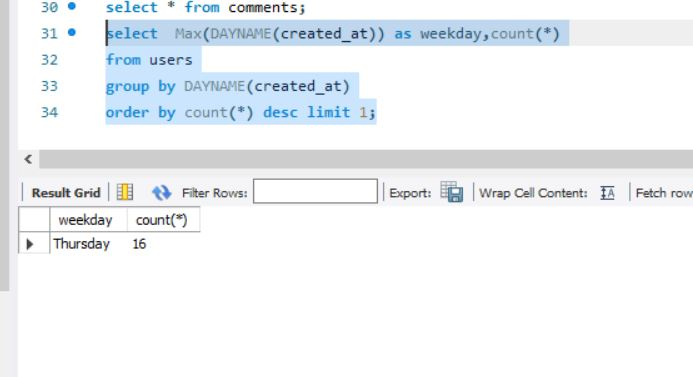 30 select * from comments;
31 select Max(DAYNAME(created_at)) as weekday,count(*)
32 from users
33 group by DAYNAME(created_at)
34 order by count(*) desc limit 1;
Result Grid Filter Rows: Export: Wrap Cell Content: IA Fetch row
weekday count(*)
Thursday 16